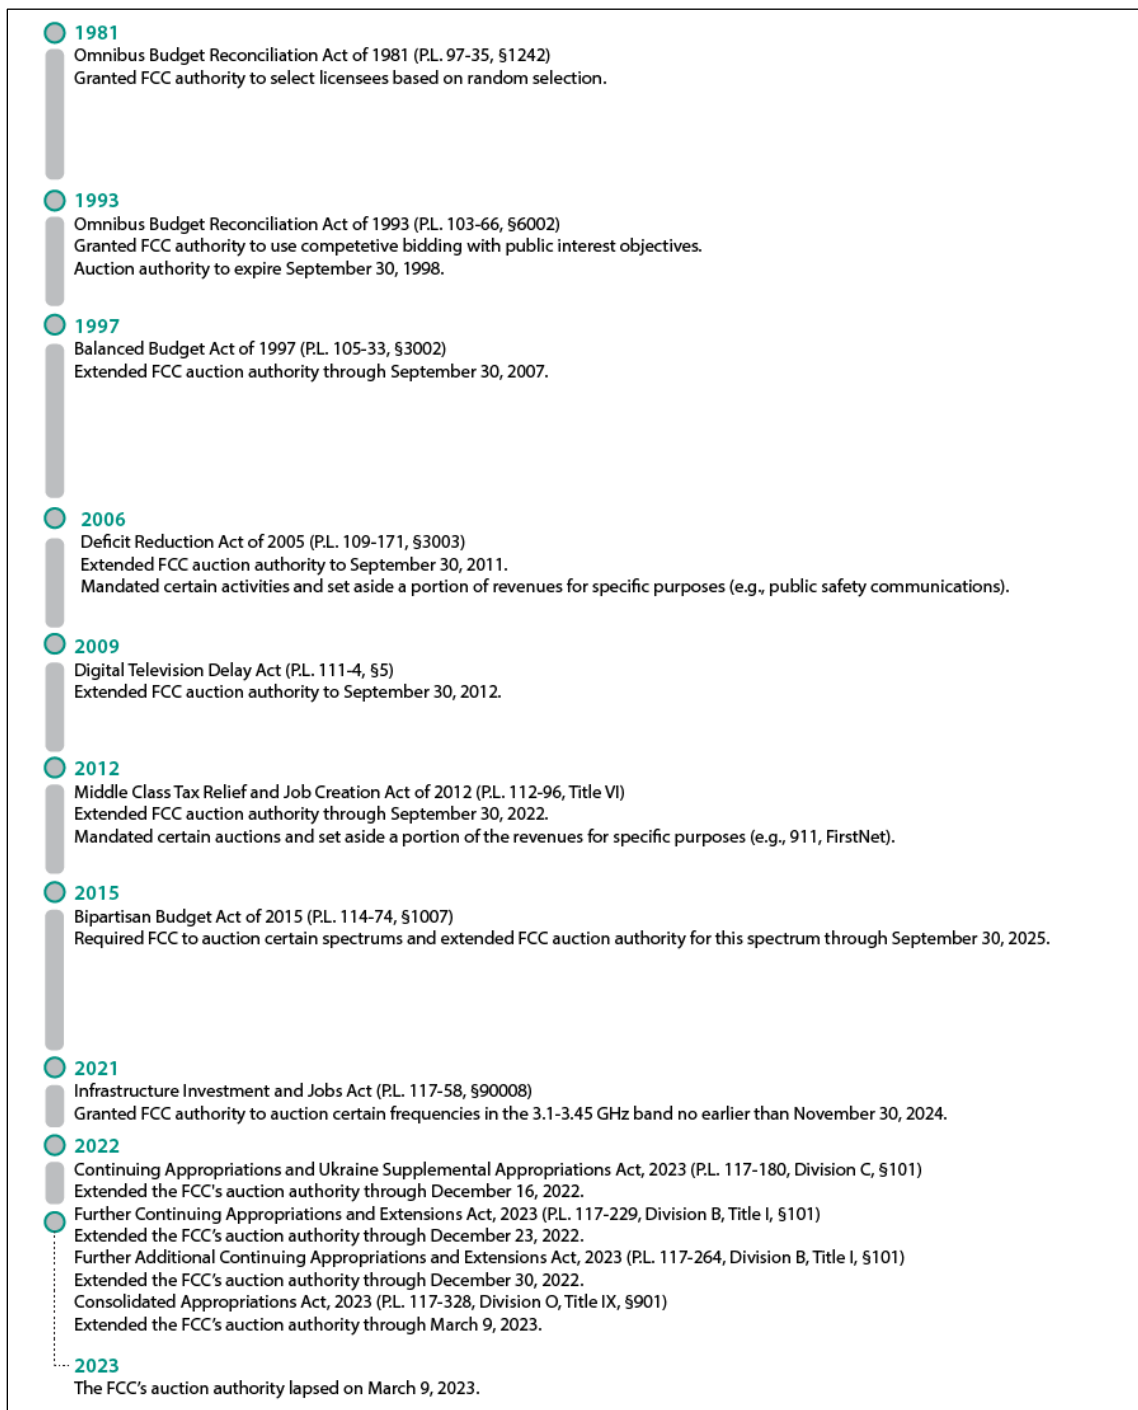 1981
Omnibus Budget Reconciliation Act of 1981 (P.L. 97-35, §1242)
Granted FCC authority to select licensees based on random selection.
1993
Omnibus Budget Reconciliation Act of 1993 (P.L. 103-66, §6002)
Granted FCC authority to use competetive bidding with public interest objectives.
Auction authority to expire September 30, 1998.
1997
Balanced Budget Act of 1997 (P.L. 105-33, §3002)
Extended FCC auction authority through September 30, 2007.
2006
Deficit Reduction Act of 2005 (P.L. 109-171, §3003)
Extended FCC auction authority to September 30, 2011.
Mandated certain activities and set aside a portion of revenues for specific purposes (e.g., public safety communications).
2009
Digital Television Delay Act (P.L. 111-4, §5)
Extended FCC auction authority to September 30, 2012.
2012
Middle Class Tax Relief and Job Creation Act of 2012 (P.L. 112-96, Title VI)
Extended FCC auction authority through September 30, 2022.
Mandated certain auctions and set aside a portion of the revenues for specific purposes (e.g., 911, FirstNet).
2015
Bipartisan Budget Act of 2015 (P.L. 114-74, §1007)
Required FCC to auction certain spectrums and extended FCC auction authority for this spectrum through September 30, 2025.
2021
Infrastructure Investment and Jobs Act (P.L. 117-58, §90008)
Granted FCC authority to auction certain frequencies in the 3.1-3.45 GHz band no earlier than November 30, 2024.
2022
Continuing Appropriations and Ukraine Supplemental Appropriations Act, 2023 (P.L. 117-180, Division C, §101)
Extended the FCC's auction authority through December 16, 2022.
Further Continuing Appropriations and Extensions Act, 2023 (P.L. 117-229, Division B, Title I, §101)
Extended the FCC's auction authority through December 23, 2022.
Further Additional Continuing Appropriations and Extensions Act, 2023 (P.L. 117-264, Division B, Title I, §101)
Extended the FCC's auction authority through December 30, 2022.
Consolidated Appropriations Act, 2023 (P.L. 117-328, Division O, Title IX, §901)
Extended the FCC's auction authority through March 9, 2023.
2023
The FCC's auction authority lapsed on March 9, 2023.